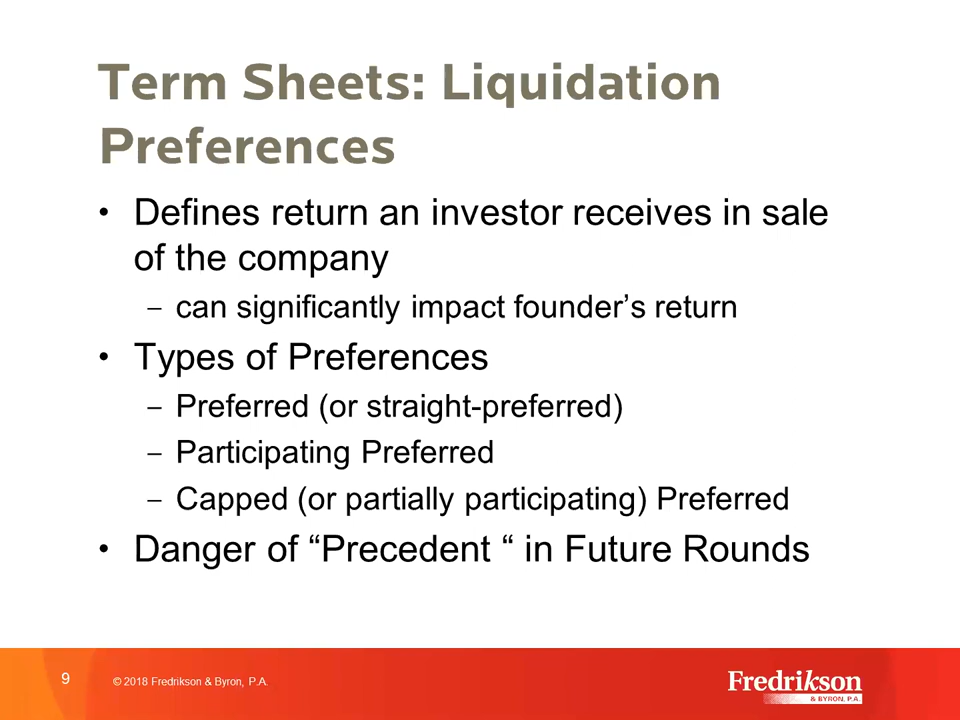 Term Sheets: Liquidation
Preferences
• Defines return an investor receives in sale
of the company
– can significantly impact founder’s return
• Types of Preferences
– Preferred (or straight-preferred)
– Participating Preferred
– Capped (or partially participating) Preferred
• Danger of “Precedent “ in Future Rounds
9
© 2018 Fredrikson & Byron, P.A.
Fredrikson
& BYRON, P.A.